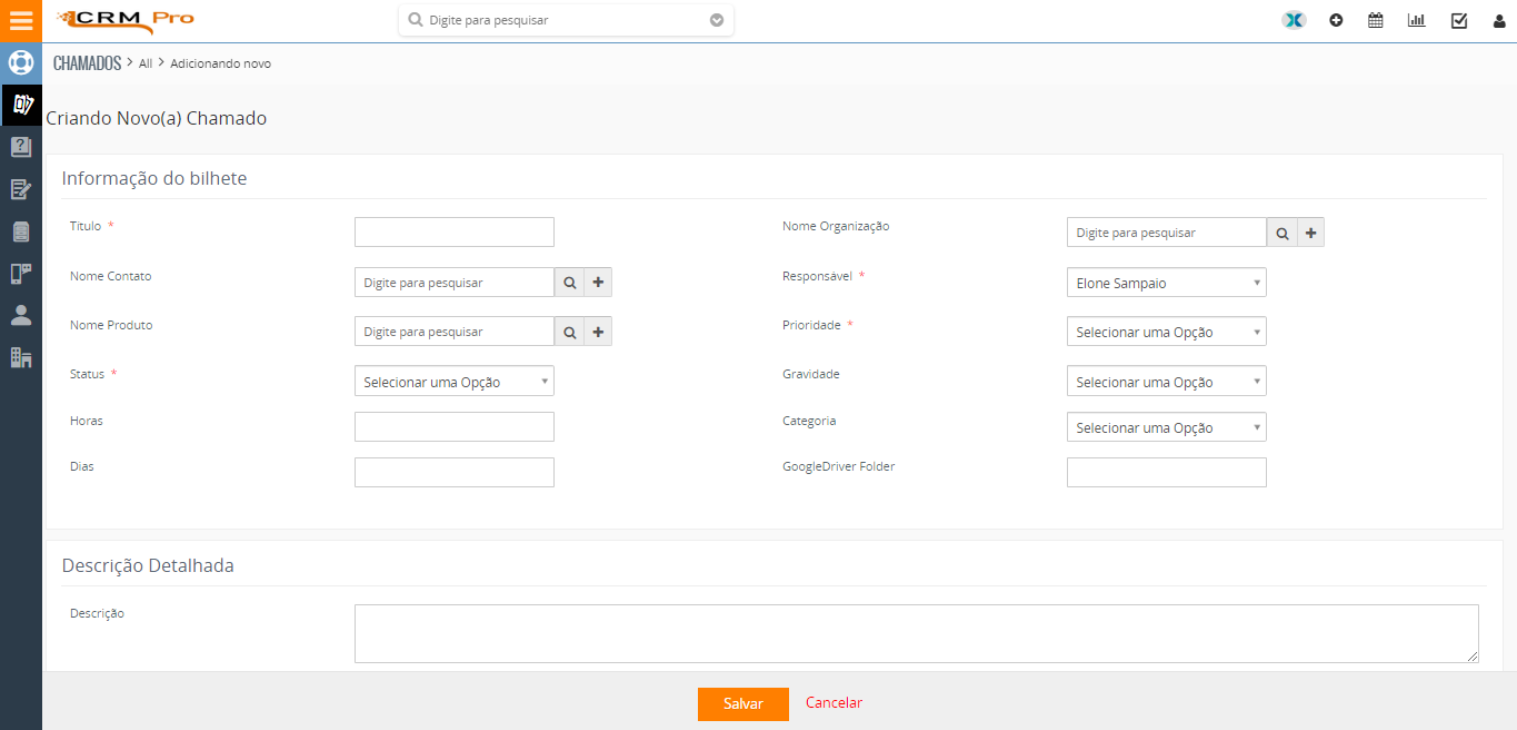 CRM Pro
Digite para pesquisar
CHAMADOS > All > Adicionando novo
Criando Novo(a) Chamado
Informação do bilhete
Titulo *
Nome Organização Digite para pesquisar
Nome Contato Digite para pesquisar
Responsável * Elone Sampaio
Nome Produto Digite para pesquisar
Prioridade * Selecionar uma Opção
Status * Selecionar uma Opção
Gravidade Selecionar uma Opção
Horas
Categoria Selecionar uma Opção
Dias
GoogleDriver Folder
Descrição Detalhada
Descrição
Salvar Cancelar